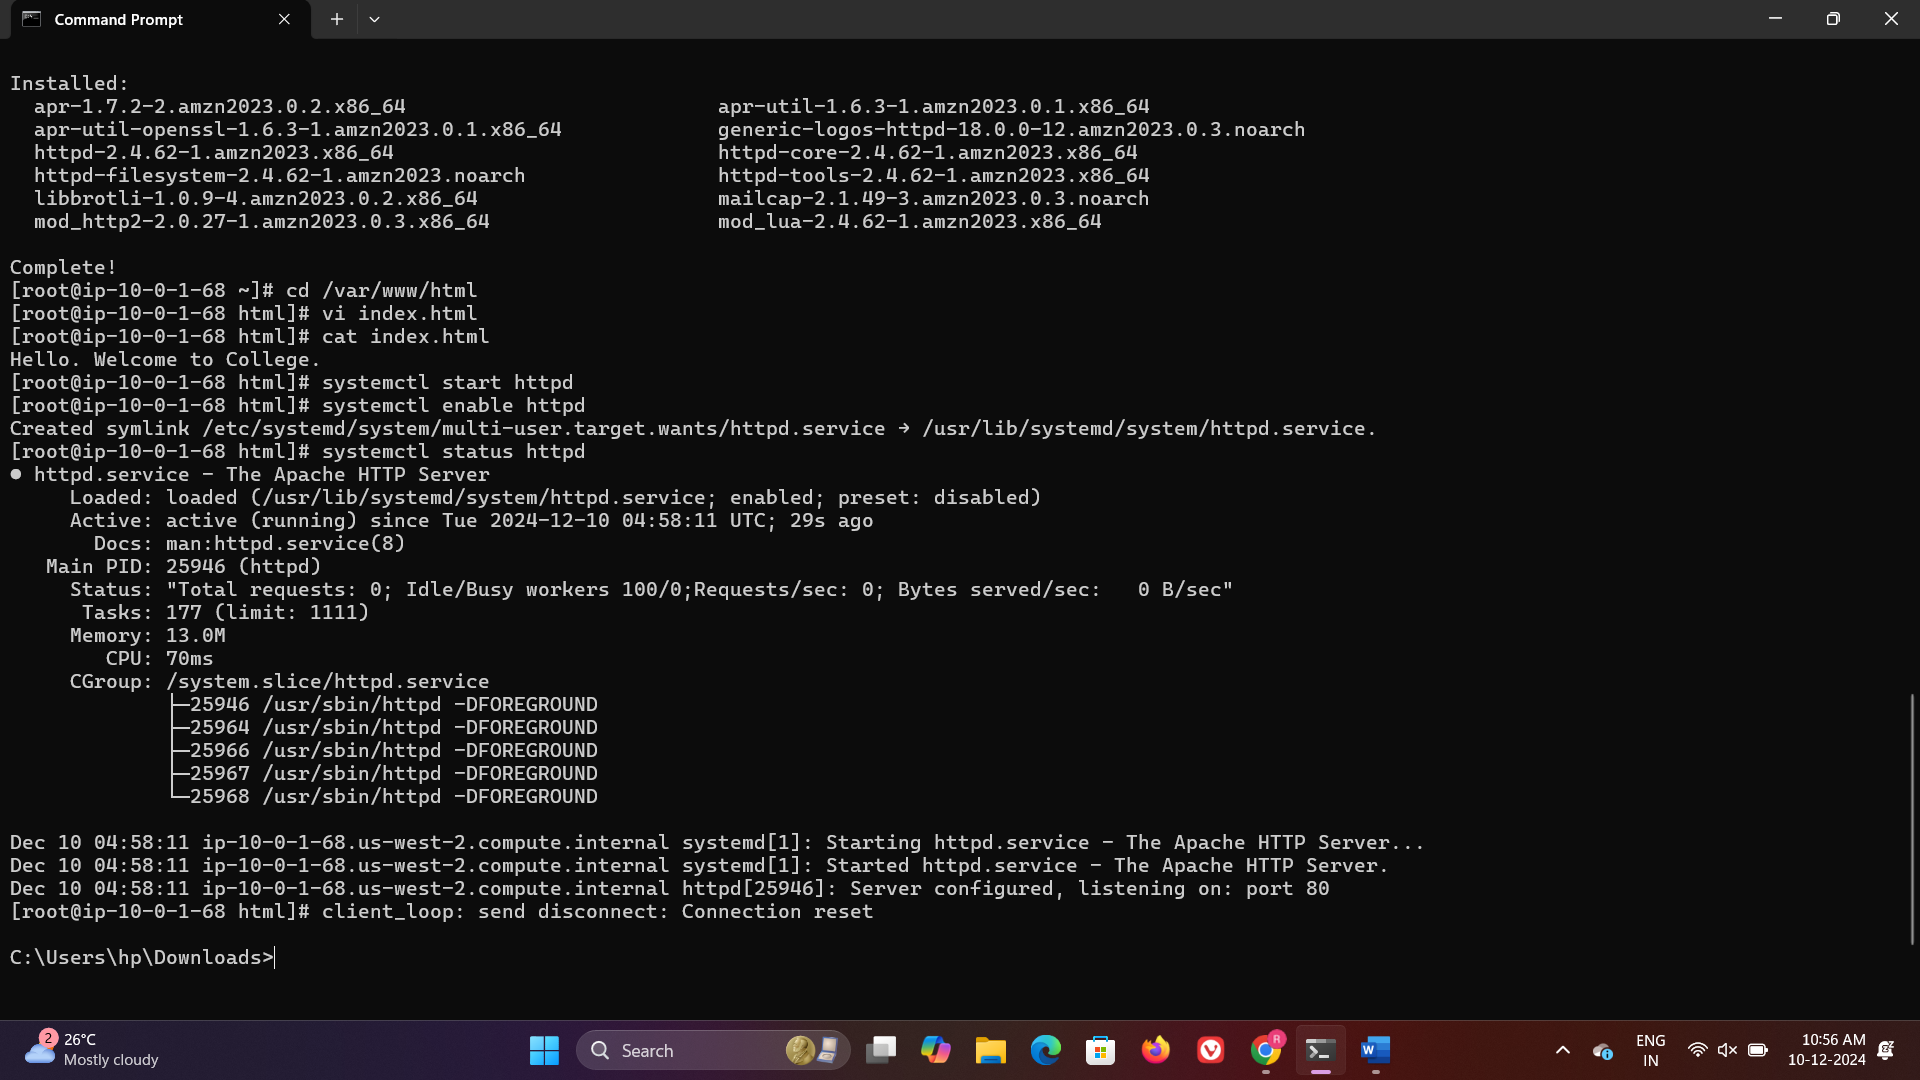 Command Prompt
Installed:
apr-1.7.2-2.amzn2023.0.2.x86_64 apr-util-1.6.3-1.amzn2023.0.1.x86_64
apr-util-openssl-1.6.3-1.amzn2023.0.1.x86_64 generic-logos-httpd-18.0.0-12.amzn2023.0.3.noarch
httpd-2.4.62-1.amzn2023.x86_64 httpd-core-2.4.62-1.amzn2023.x86_64
httpd-filesystem-2.4.62-1.amzn2023.noarch httpd-tools-2.4.62-1.amzn2023.x86_64
libbrotli-1.0.9-4.amzn2023.0.2.x86_64 mailcap-2.1.49-3.amzn2023.0.3.noarch
mod_http2-2.0.27-1.amzn2023.0.3.x86_64 mod_lua-2.4.62-1.amzn2023.x86_64
Complete!
[root@ip-10-0-1-68 ~]# cd /var/www/html
[root@ip-10-0-1-68 html]# vi index.html
[root@ip-10-0-1-68 html]# cat index.html
Hello. Welcome to College.
[root@ip-10-0-1-68 html]# systemctl start httpd
[root@ip-10-0-1-68 html]# systemctl enable httpd
Created symlink /etc/systemd/system/multi-user.target.wants/httpd.service → /usr/lib/systemd/system/httpd.service.
[root@ip-10-0-1-68 html]# systemctl status httpd
● httpd.service - The Apache HTTP Server
Loaded: loaded (/usr/lib/systemd/system/httpd.service; enabled; preset: disabled)
Active: active (running) since Tue 2024-12-10 04:58:11 UTC; 29s ago
Docs: man:httpd.service(8)
Main PID: 25946 (httpd)
Status: "Total requests: 0; Idle/Busy workers 100/0;Requests/sec: 0; Bytes served/sec:   0 B/sec"
Tasks: 177 (limit: 1111)
Memory: 13.0M
CPU: 70ms
CGroup: /system.slice/httpd.service
├─25946 /usr/sbin/httpd -DFOREGROUND
├─25964 /usr/sbin/httpd -DFOREGROUND
├─25966 /usr/sbin/httpd -DFOREGROUND
├─25967 /usr/sbin/httpd -DFOREGROUND
└─25968 /usr/sbin/httpd -DFOREGROUND
Dec 10 04:58:11 ip-10-0-1-68.us-west-2.compute.internal systemd[1]: Starting httpd.service - The Apache HTTP Server...
Dec 10 04:58:11 ip-10-0-1-68.us-west-2.compute.internal systemd[1]: Started httpd.service - The Apache HTTP Server.
Dec 10 04:58:11 ip-10-0-1-68.us-west-2.compute.internal httpd[25946]: Server configured, listening on: port 80
[root@ip-10-0-1-68 html]# client_loop: send disconnect: Connection reset
C:\Users\hp\Downloads>
2 26°C
Mostly cloudy
Search
R
W
ENG
IN
10:56 AM
10-12-2024